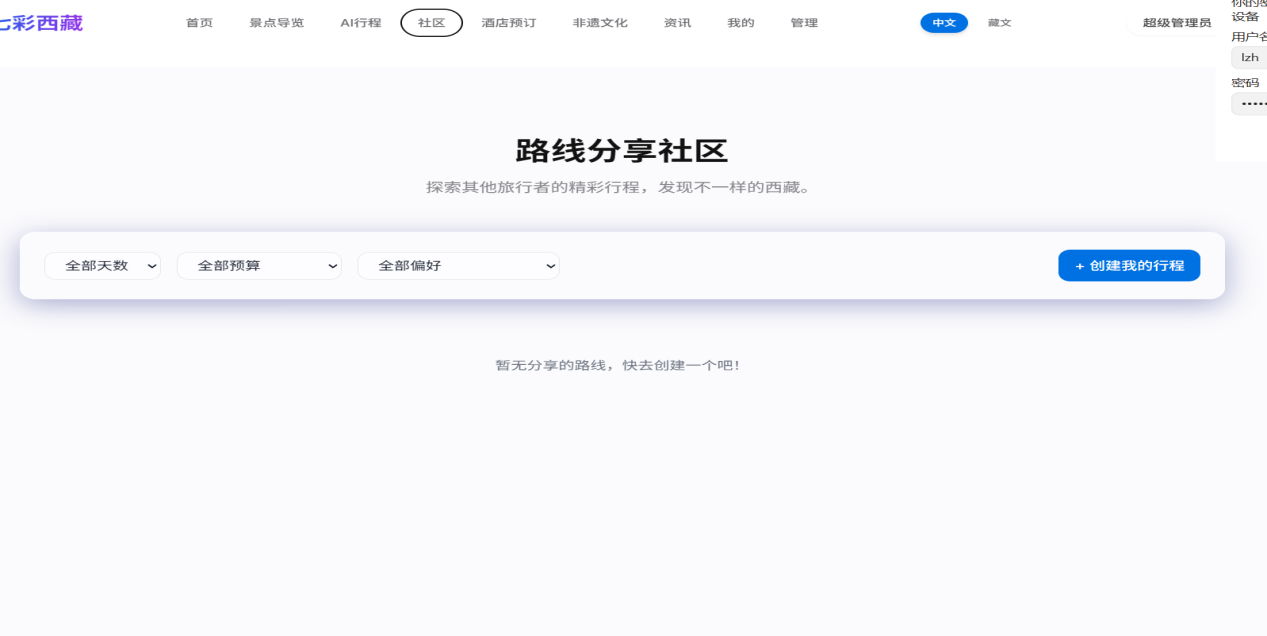 七彩西藏
首页 景点导览 AI行程 社区 酒店预订 非遗文化 资讯 我的 管理 中文 藏文 超级管理员
设备
用户名
lzh
密码
•••••
路线分享社区
探索其他旅行者的精彩行程，发现不一样的西藏。
全部天数 全部预算 全部偏好 + 创建我的行程
暂无分享的路线，快去创建一个吧！